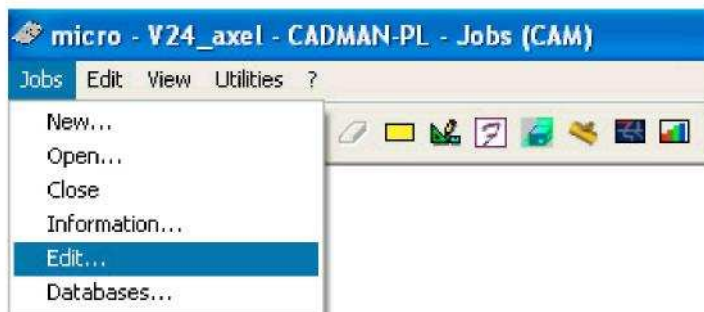 micro - V24_axel - CADMAN-PL - Jobs (CAM)
Jobs Edit View Utilities ?
New...
Open...
Close
Information...
Edit...
Databases...